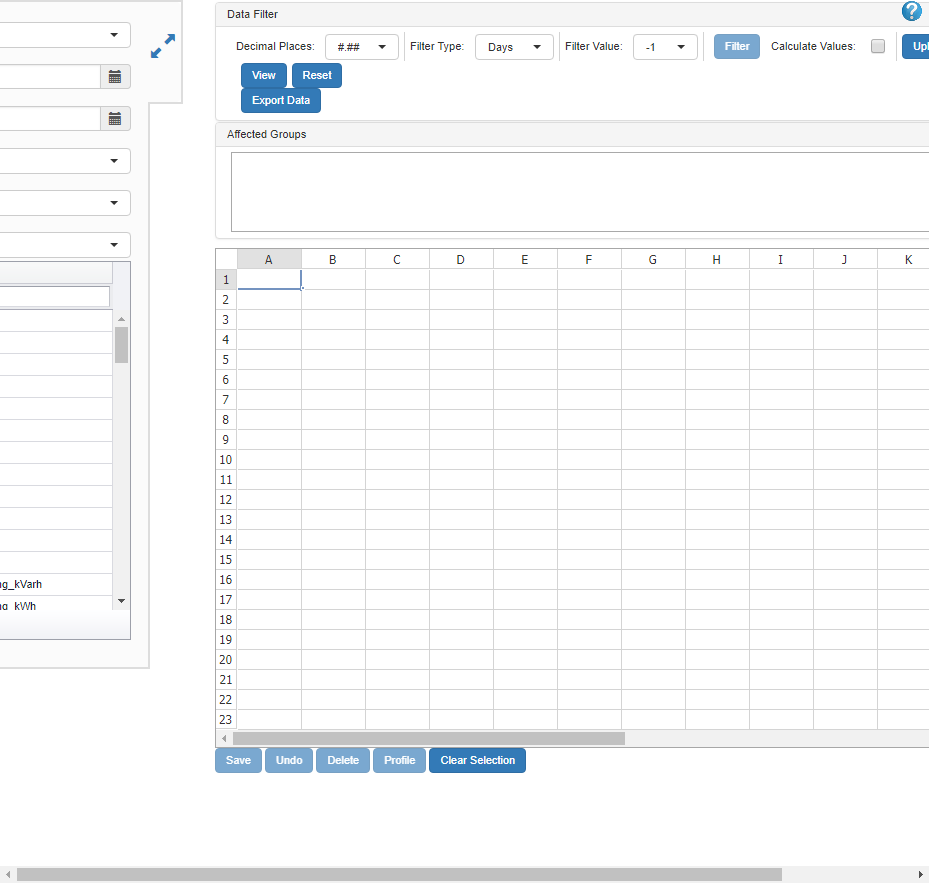 Data Filter
?
Decimal Places: #.## Filter Type: Days Filter Value: -1 Filter Calculate Values: Upl
View Reset
Export Data
Affected Groups
A B C D E F G H I J K
1
2
3
4
5
6
7
8
9
10
11
12
13
14
15
16
17
18
19
20
21
22
23
ng_kVarh
ng_kWh
Save Undo Delete Profile Clear Selection